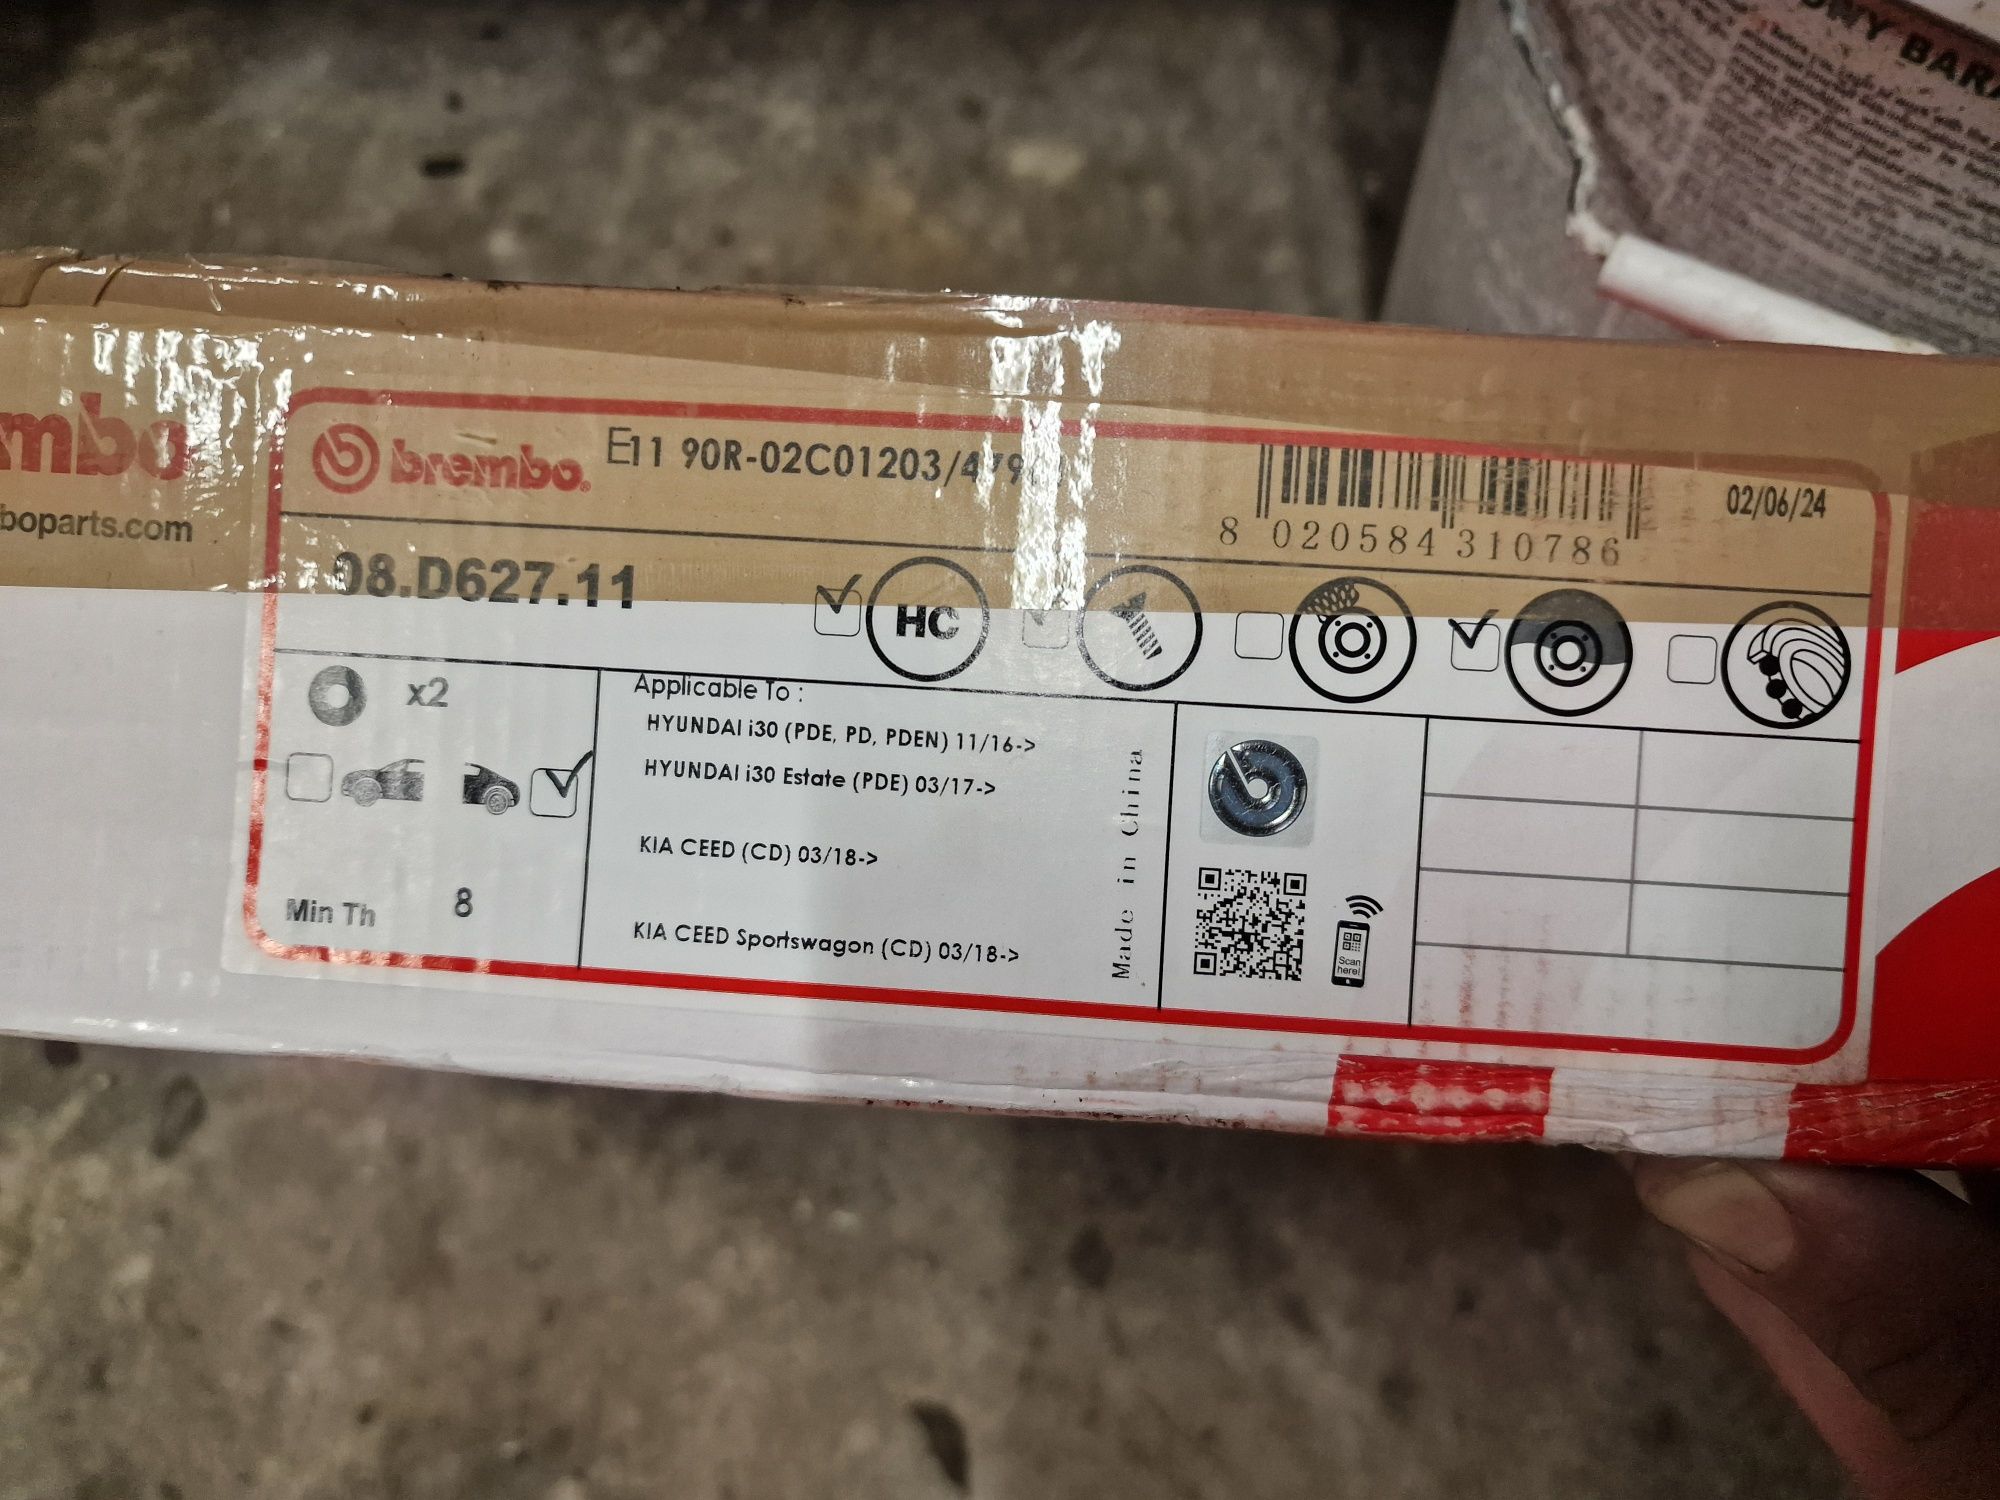 mbo
boparts.com
brembo
E11 90R-02C01203/479
8 020584 310786
02/06/24
08.D627.11
HC
x2
Min Th 8
Applicable To :
HYUNDAI i30 (PDE, PD, PDEN) 11/16->
HYUNDAI i30 Estate (PDE) 03/17->
KIA CEED (CD) 03/18->
KIA CEED Sportswagon (CD) 03/18->
Made in China
Scan
here!
BAR